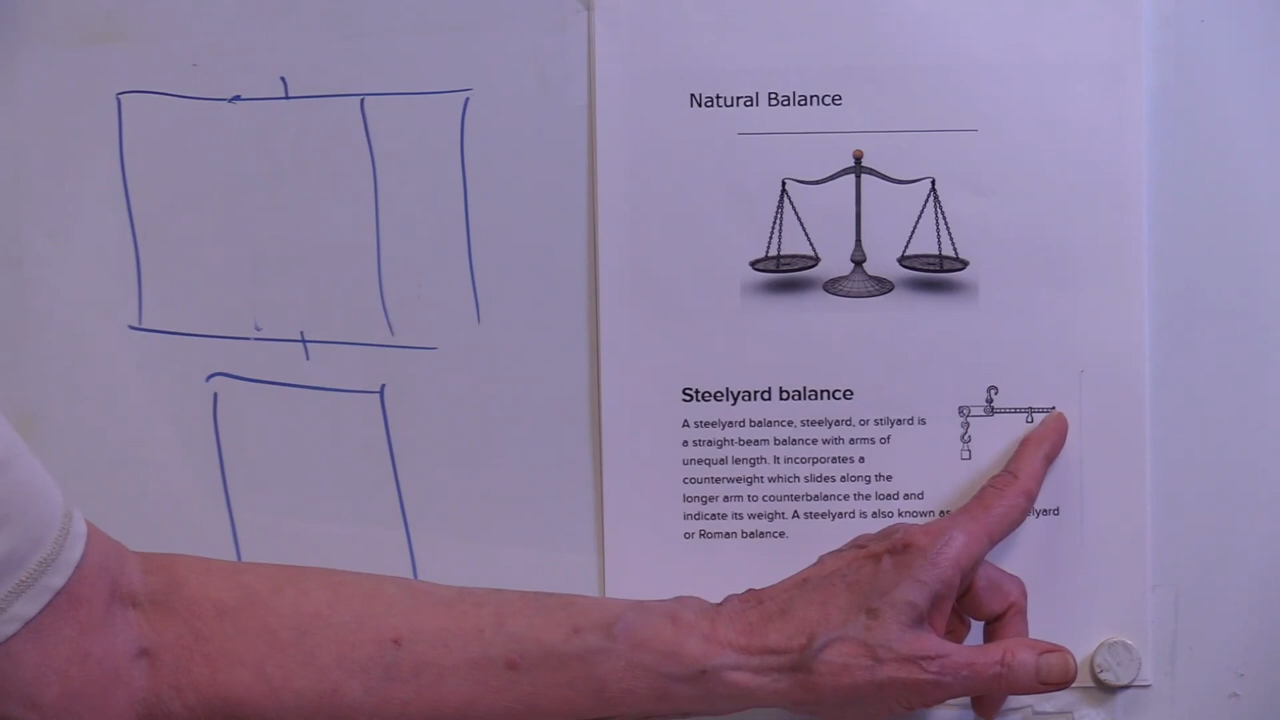 Natural Balance
Steelyard balance
A steelyard balance, steelyard, or stilyard is
a straight-beam balance with arms of
unequal length. It incorporates a
counterweight which slides along the
longer arm to counterbalance the load and
indicate its weight. A steelyard is also known as
or Roman balance.